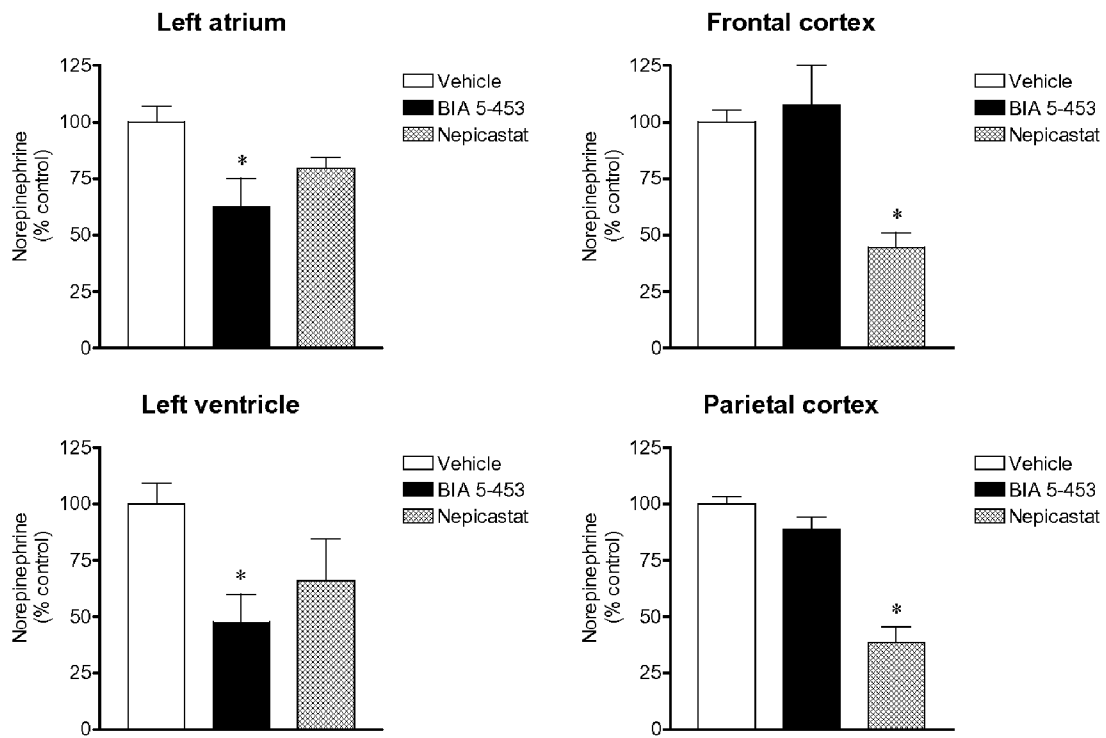 Left atrium
Norepinephrine
(% control)
125
100
75
50
25
0
*
Vehicle
BIA 5-453
Nepicastat
Frontal cortex
Norepinephrine
(% control)
125
100
75
50
25
0
*
Vehicle
BIA 5-453
Nepicastat
Left ventricle
Norepinephrine
(% control)
125
100
75
50
25
0
*
Vehicle
BIA 5-453
Nepicastat
Parietal cortex
Norepinephrine
(% control)
125
100
75
50
25
0
*
Vehicle
BIA 5-453
Nepicastat